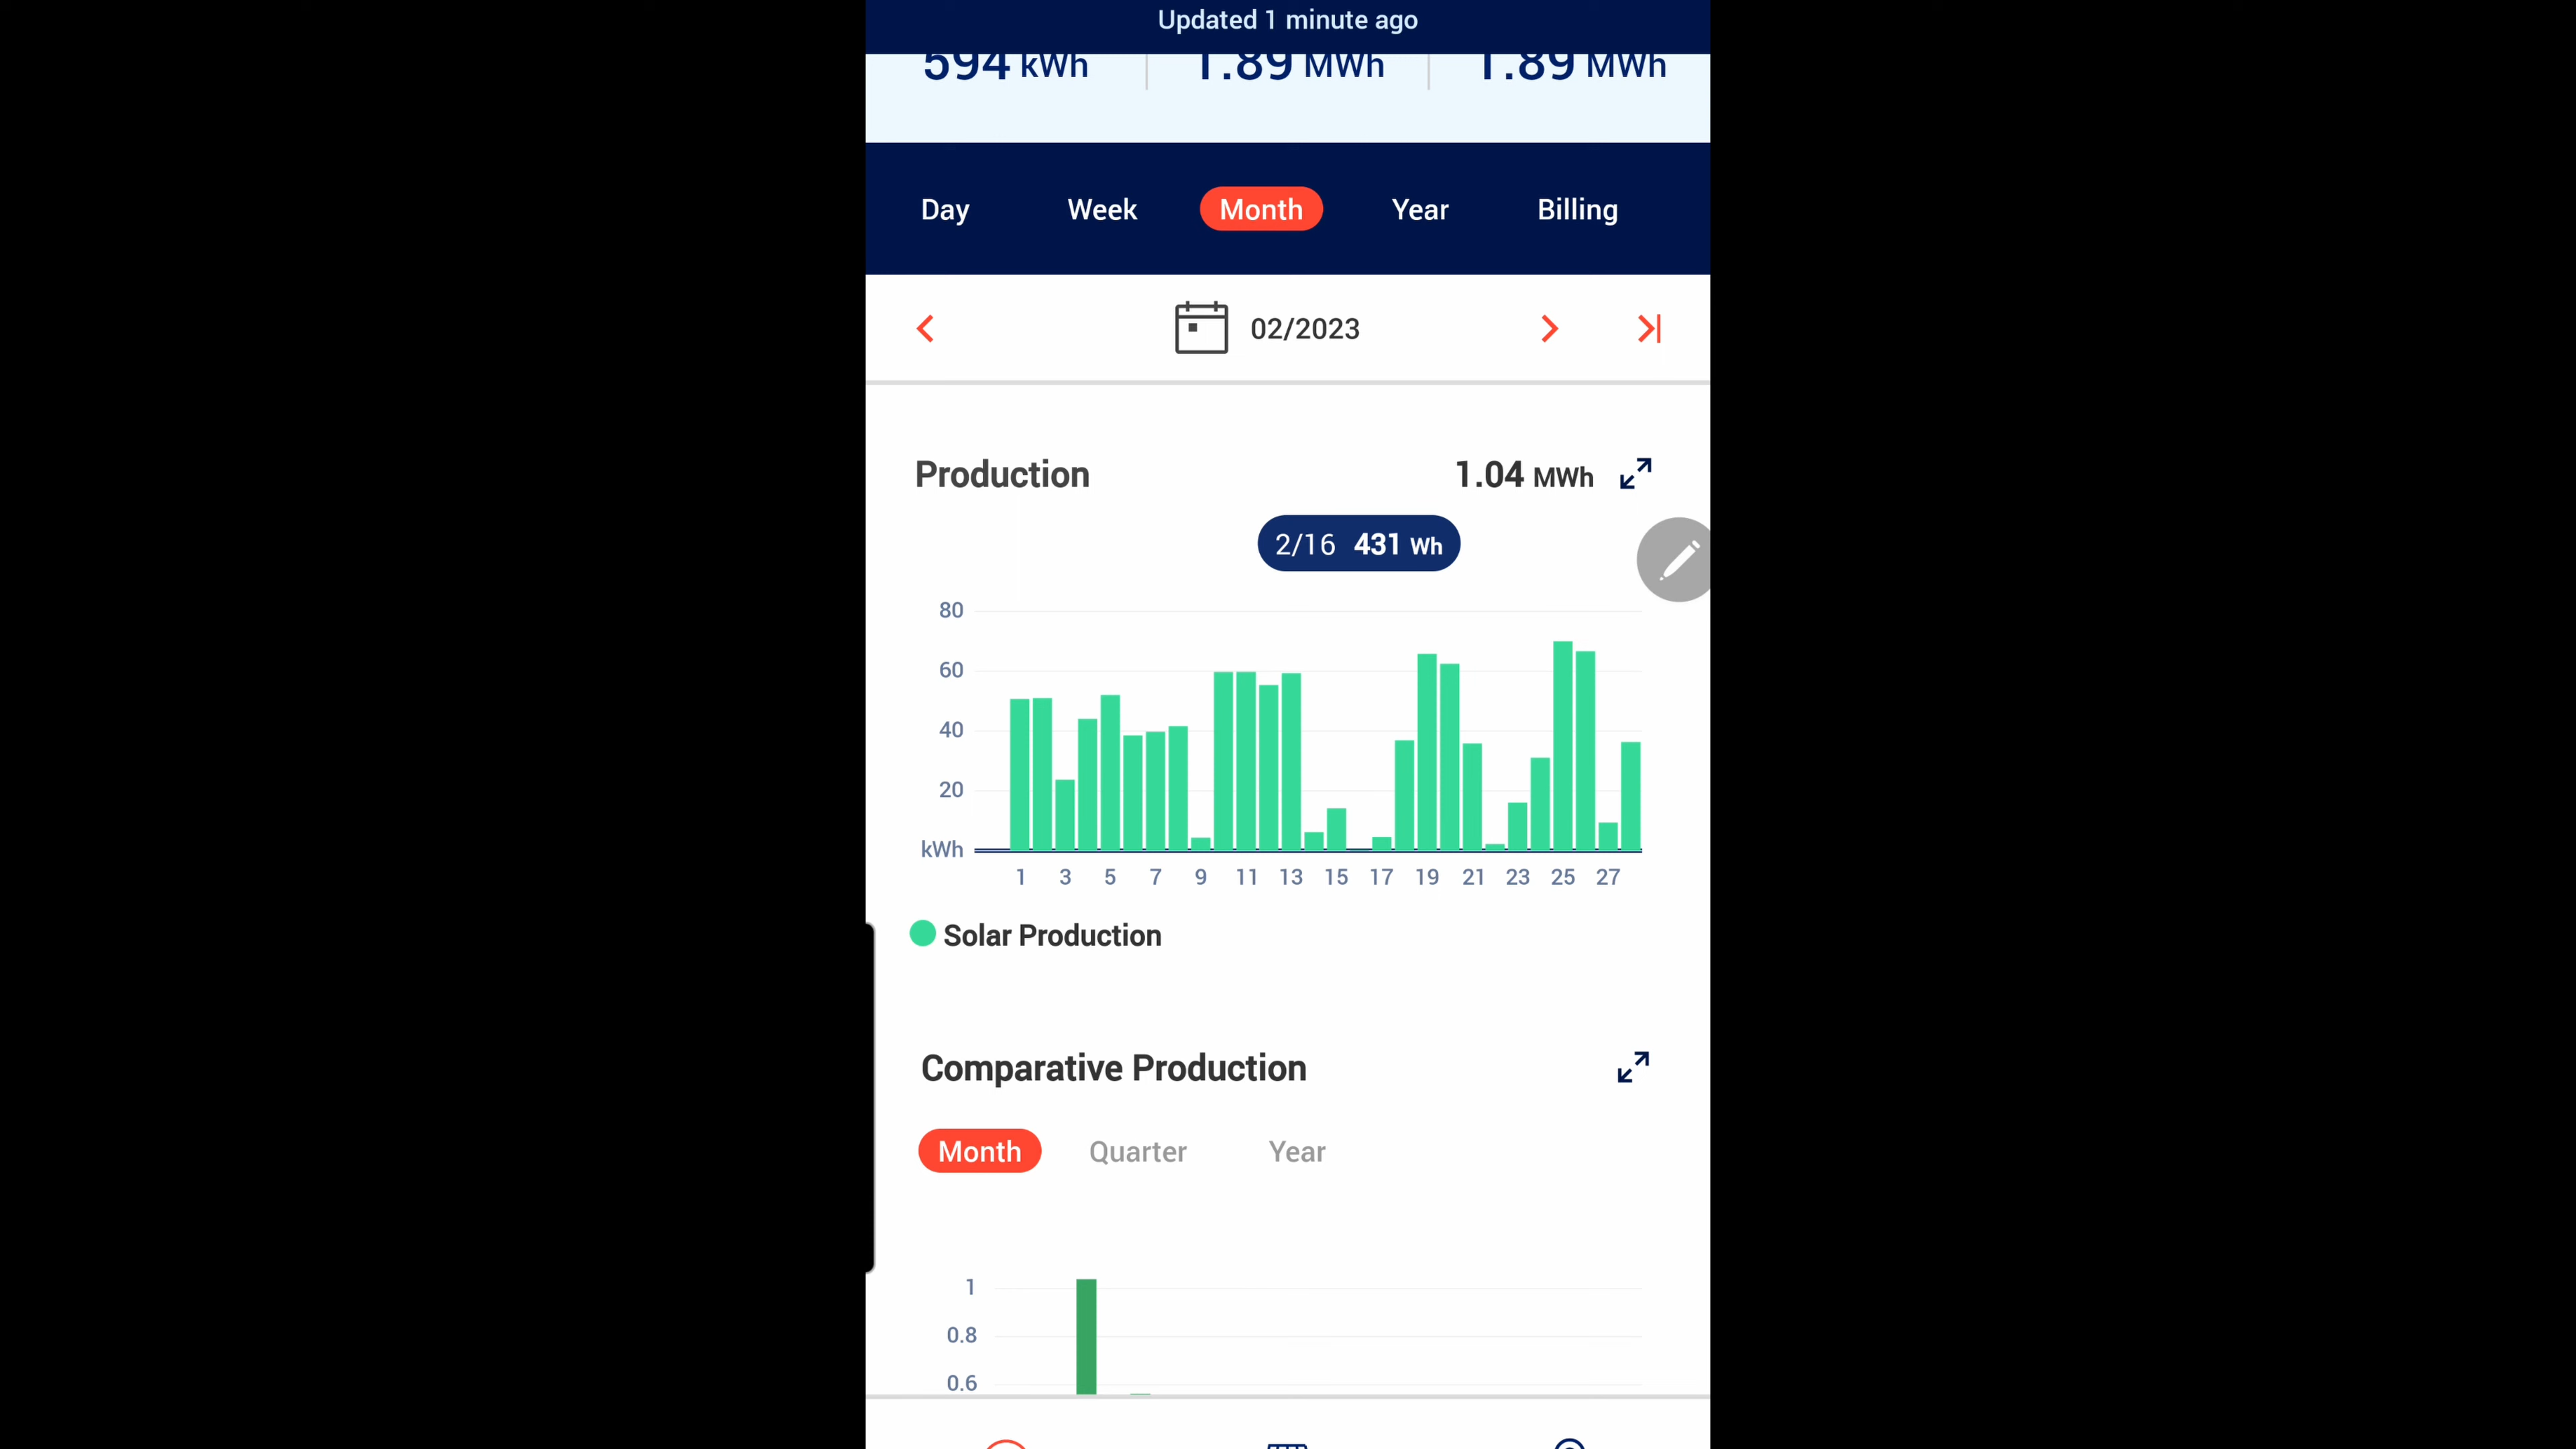 Updated 1 minute ago
594 kWh 1.89 MWh 1.89 MWh
Day Week Month Year Billing
02/2023
Production 1.04 MWh
2/16 431 Wh
80
60
40
20
kWh
1 3 5 7 9 11 13 15 17 19 21 23 25 27
Solar Production
Comparative Production
Month Quarter Year
1
0.8
0.6